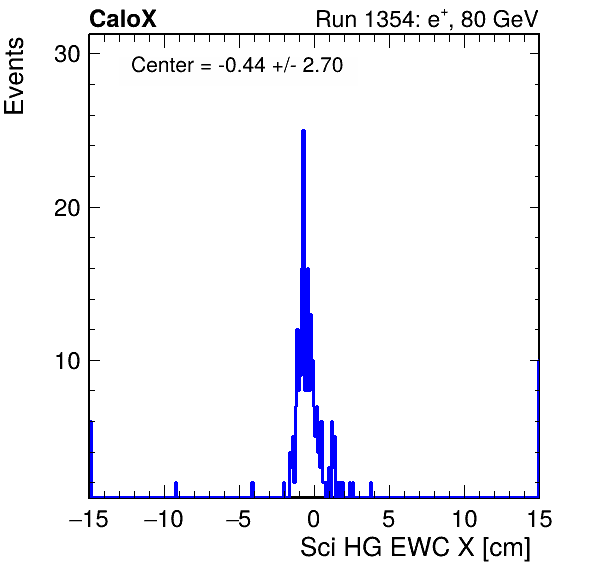 CaloX
Run 1354: e+, 80 GeV
Events
Center = -0.44 +/- 2.70
30
20
10
−15 −10 −5 0 5 10 15
Sci HG EWC X [cm]